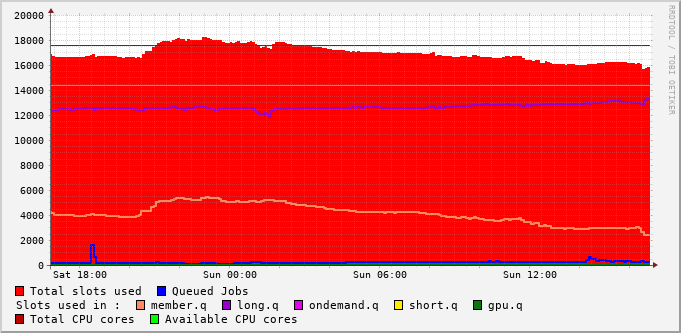 20000
18000
16000
14000
12000
10000
8000
6000
4000
2000
0
Sat 18:00 Sun 00:00 Sun 06:00 Sun 12:00
Total slots used Queued Jobs
Slots used in : member.q long.q ondemand.q short.q gpu.q
Total CPU cores Available CPU cores
RRDTOOL / TOBI OETIKER